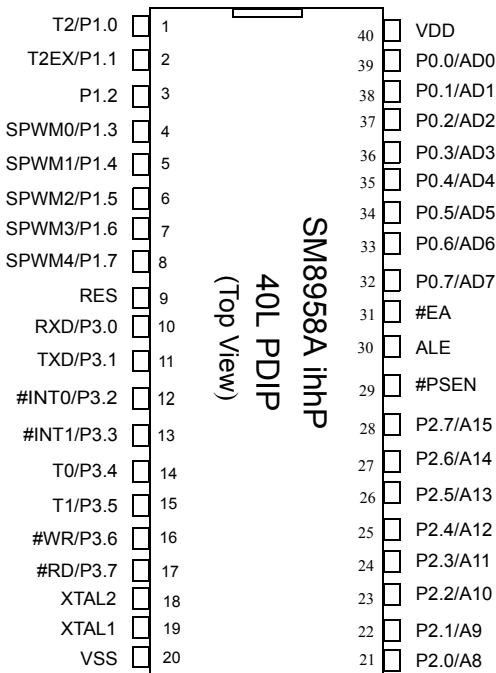 T2/P1.0 1
T2EX/P1.1 2
P1.2 3
SPWM0/P1.3 4
SPWM1/P1.4 5
SPWM2/P1.5 6
SPWM3/P1.6 7
SPWM4/P1.7 8
RES 9
RXD/P3.0 10
TXD/P3.1 11
#INT0/P3.2 12
#INT1/P3.3 13
T0/P3.4 14
T1/P3.5 15
#WR/P3.6 16
#RD/P3.7 17
XTAL2 18
XTAL1 19
VSS 20
SM8958A ihhP
40L PDIP
(Top View)
40 VDD
39 P0.0/AD0
38 P0.1/AD1
37 P0.2/AD2
36 P0.3/AD3
35 P0.4/AD4
34 P0.5/AD5
33 P0.6/AD6
32 P0.7/AD7
31 #EA
30 ALE
29 #PSEN
28 P2.7/A15
27 P2.6/A14
26 P2.5/A13
25 P2.4/A12
24 P2.3/A11
23 P2.2/A10
22 P2.1/A9
21 P2.0/A8